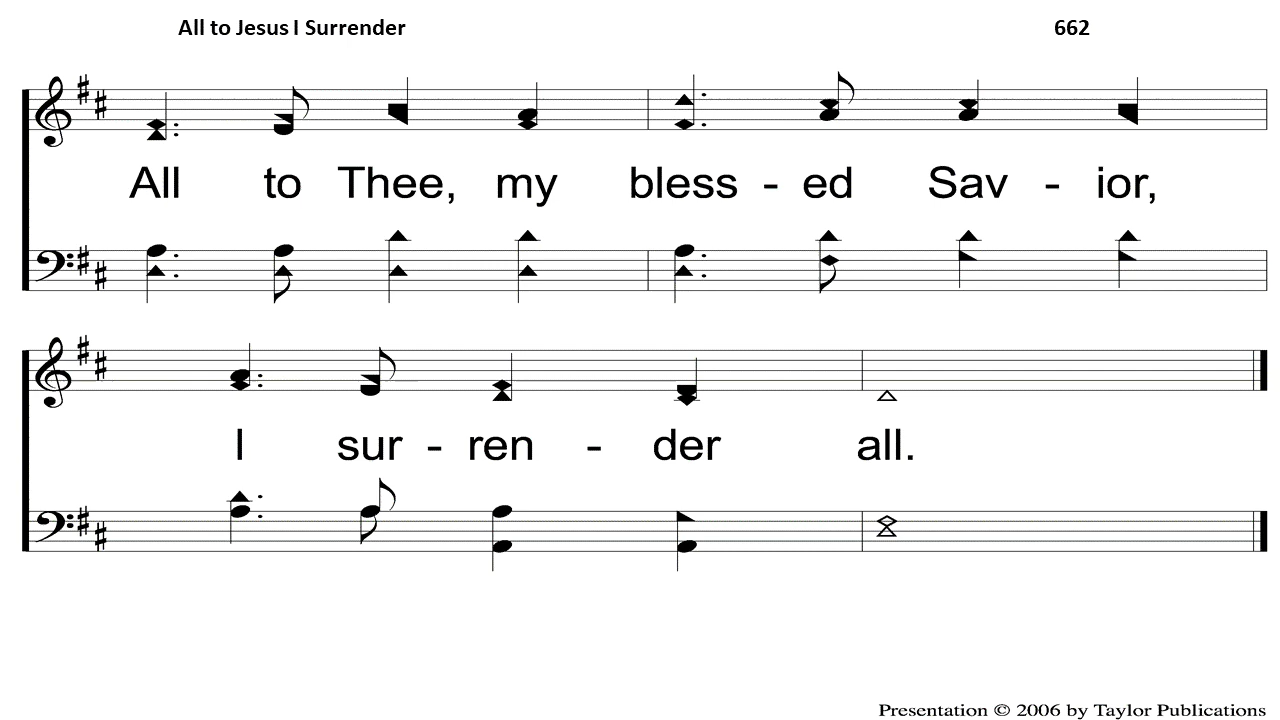 All to Jesus I Surrender 662
All to Thee, my bless - ed Sav - ior,
I sur - ren - der all.
Presentation © 2006 by Taylor Publications